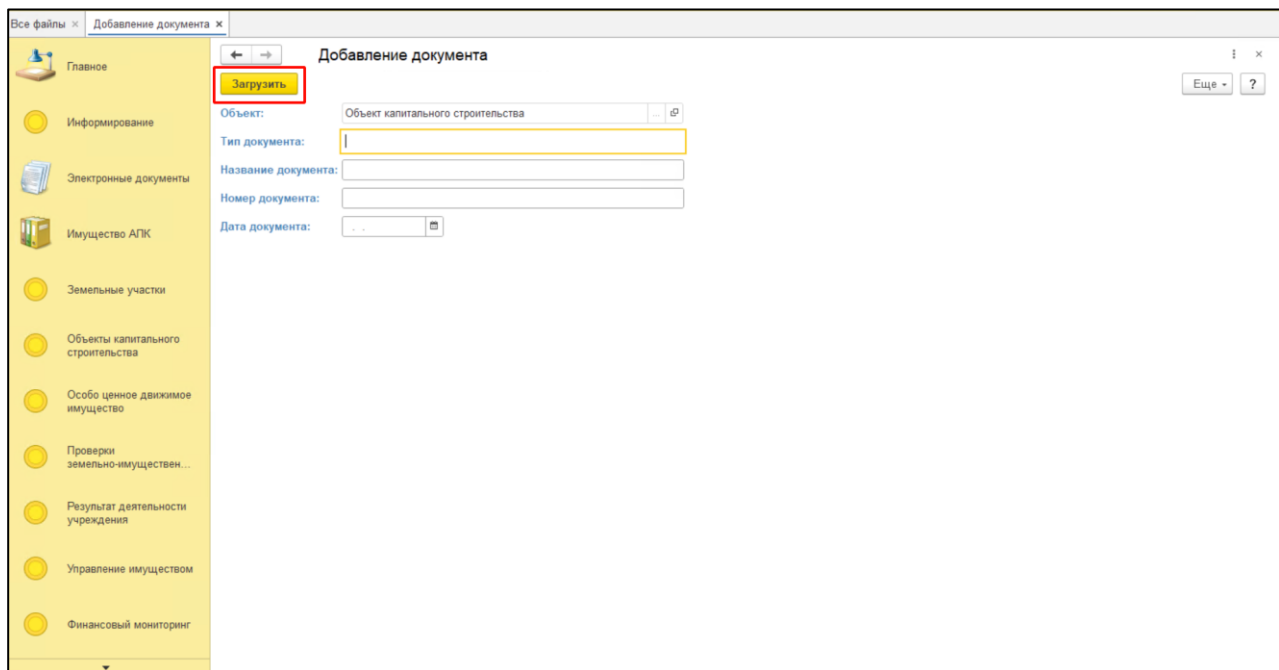 Все файлы × Добавление документа ×
Главное
Информирование
Электронные документы
Имущество АПК
Земельные участки
Объекты капитального
строительства
Особо ценное движимое
имущество
Проверки
земельно-имуществен...
Результат деятельности
учреждения
Управление имуществом
Финансовый мониторинг
Добавление документа
Загрузить
Еще
?
Объект: Объект капитального строительства
Тип документа:
Название документа:
Номер документа:
Дата документа: . .